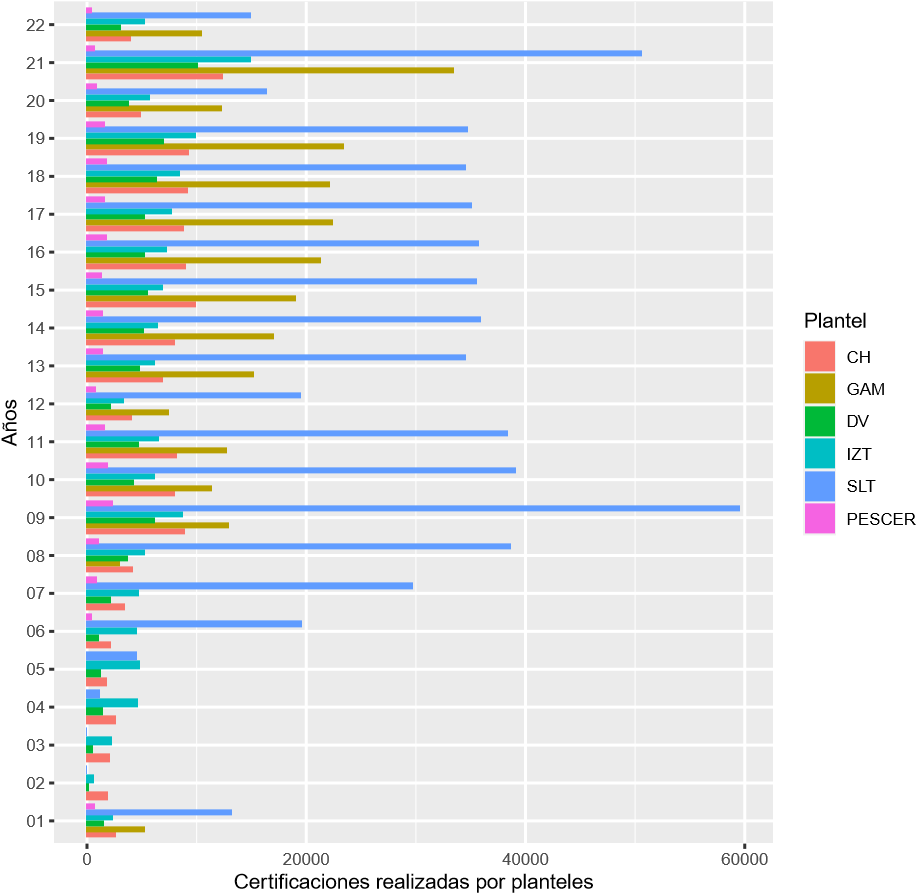 22
21
20
19
18
17
16
15
14
13
12
11
10
09
08
07
06
05
04
03
02
01
Años
0 20000 40000 60000
Certificaciones realizadas por planteles
Plantel
CH
GAM
DV
IZT
SLT
PESCER